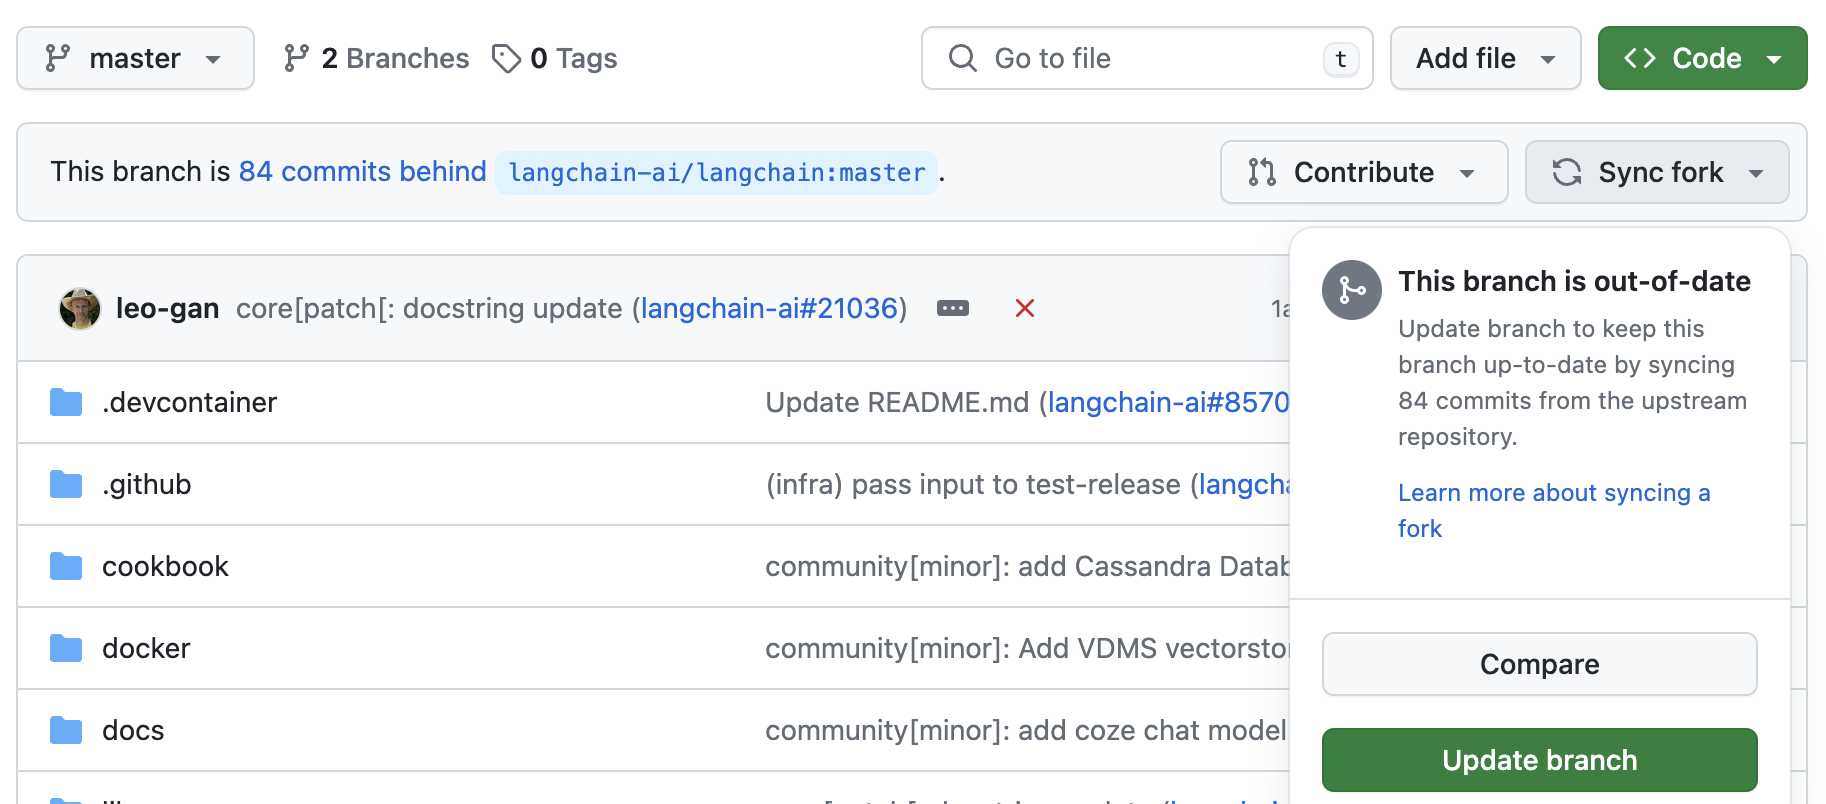 master 2 Branches 0 Tags Go to file t Add file Code
This branch is 84 commits behind langchain-ai/langchain:master . Contribute Sync fork
leo-gan core[patch[: docstring update (langchain-ai#21036)
This branch is out-of-date
Update branch to keep this
branch up-to-date by syncing
84 commits from the upstream
repository.
Learn more about syncing a
fork
Compare
Update branch
.devcontainer Update README.md (langchain-ai#8570
.github (infra) pass input to test-release (
cookbook community[minor]: add Cassandra
docker community[minor]: Add VDMS
docs community[minor]: add coze chat model